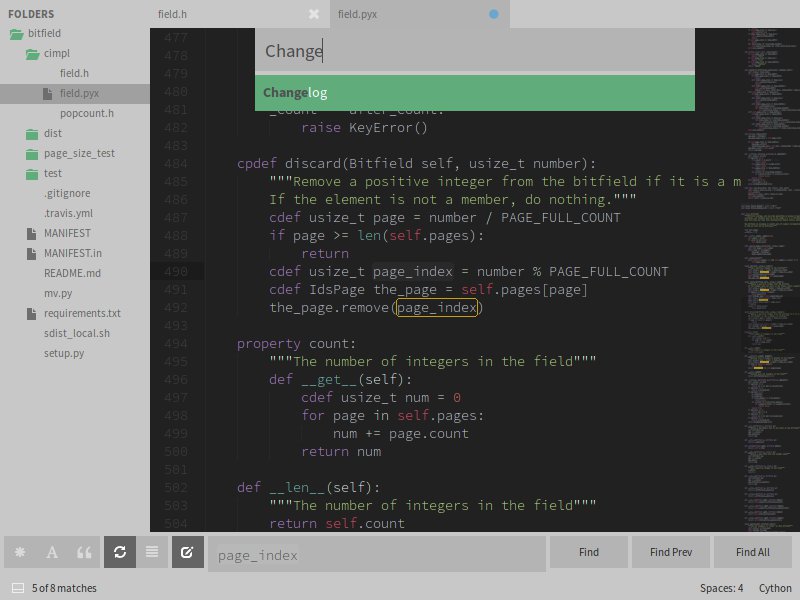 FOLDERS
bitfield
cimpl
field.h
field.pyx
popcount.h
dist
page_size_test
test
.gitignore
.travis.yml
MANIFEST
MANIFEST.in
README.md
mv.py
requirements.txt
sdist_local.sh
setup.py
field.h
field.pyx
Change
Changelog
477
478
479
480
481
482 raise KeyError()
483
484 cpdef discard(Bitfield self, usize_t number):
485 """Remove a positive integer from the bitfield if it is a m
486 If the element is not a member, do nothing."""
487 cdef usize_t page = number / PAGE_FULL_COUNT
488 if page >= len(self.pages):
489 return
490 cdef usize_t page_index = number % PAGE_FULL_COUNT
491 cdef IdsPage the_page = self.pages[page]
492 the_page.remove(page_index)
493
494 property count:
495 """The number of integers in the field"""
496 def __get__(self):
497 cdef usize_t num = 0
498 for page in self.pages:
499 num += page.count
500 return num
501
502 def __len__(self):
503 """The number of integers in the field"""
504 return self.count
page_index
Find
Find Prev
Find All
5 of 8 matches
Spaces: 4
Cython